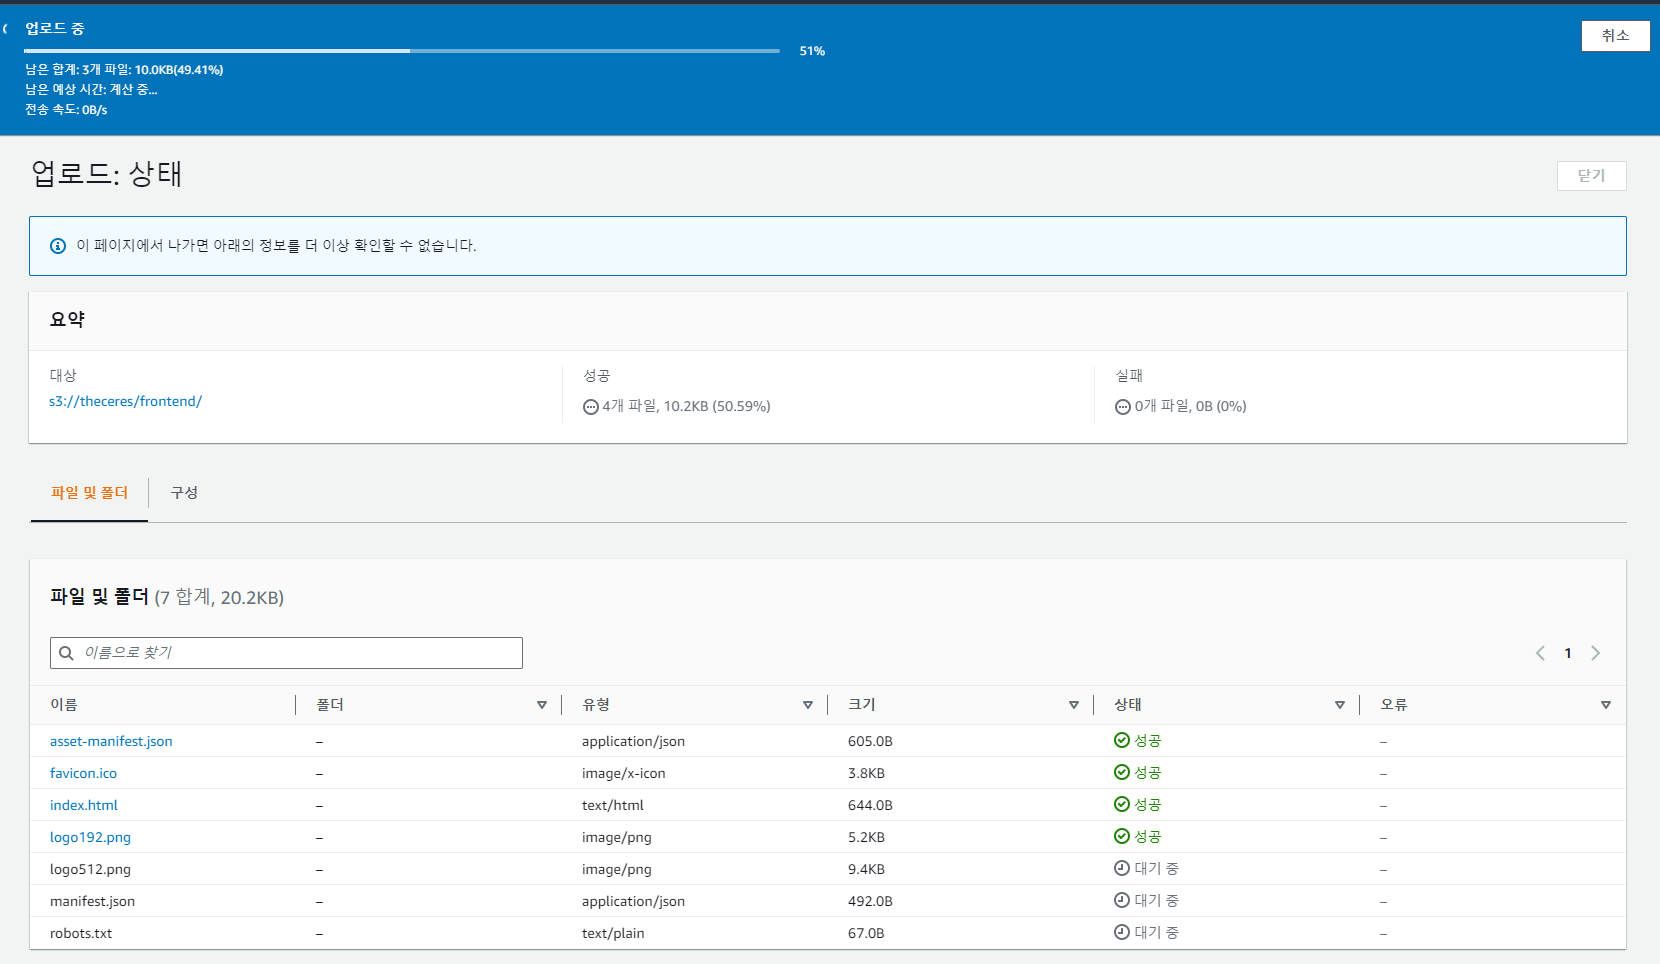 업로드 중
51%
취소
남은 합계: 3개 파일: 10.0KB(49.41%)
남은 예상 시간: 계산 중...
전송 속도: 0B/s
업로드: 상태
닫기
이 페이지에서 나가면 아래의 정보를 더 이상 확인할 수 없습니다.
요약
대상 성공 실패
s3://theceres/frontend/ 4개 파일, 10.2KB (50.59%) 0개 파일, 0B (0%)
파일 및 폴더 구성
파일 및 폴더 (7 합계, 20.2KB)
이름으로 찾기 1
이름 폴더 유형 크기 상태 오류
asset-manifest.json – application/json 605.0B 성공 –
favicon.ico – image/x-icon 3.8KB 성공 –
index.html – text/html 644.0B 성공 –
logo192.png – image/png 5.2KB 성공 –
logo512.png – image/png 9.4KB 대기 중 –
manifest.json – application/json 492.0B 대기 중 –
robots.txt – text/plain 67.0B 대기 중 –